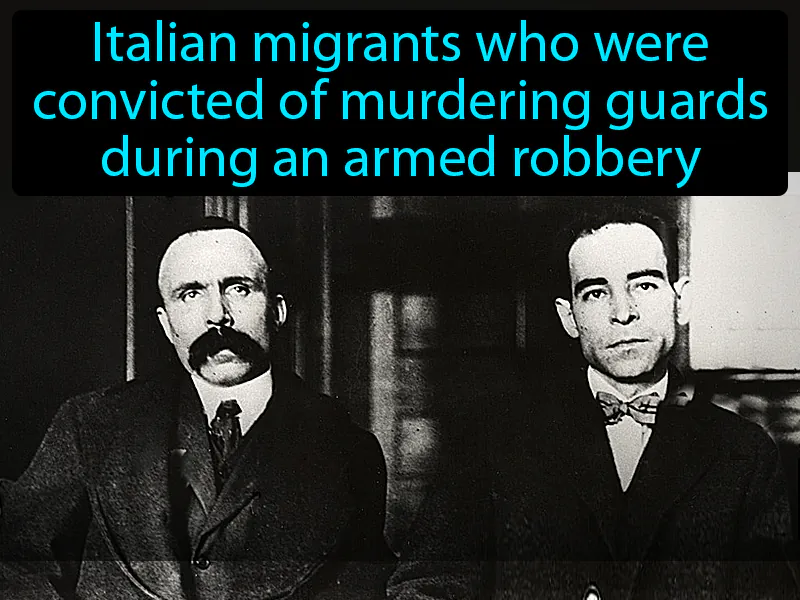 Italian migrants who were
convicted of murdering guards
during an armed robbery